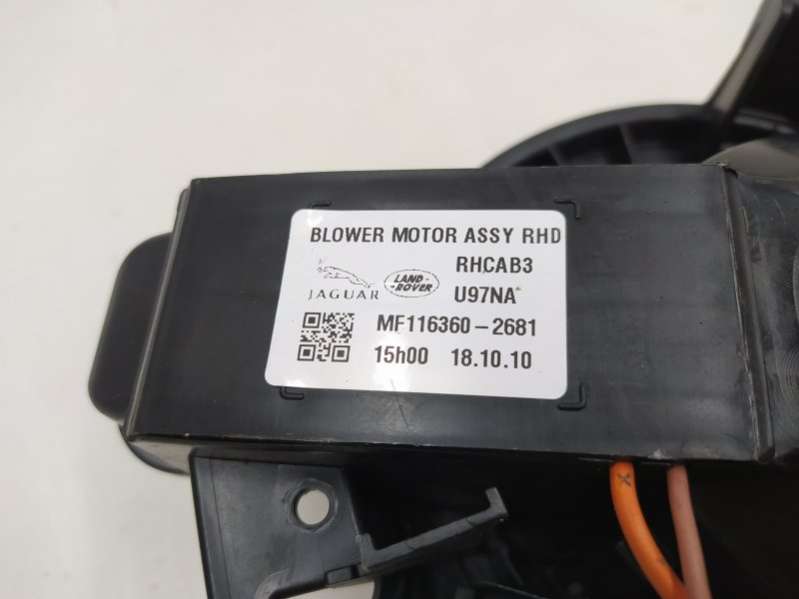 BLOWER MOTOR ASSY RHD
RHCAB3
JAGUAR
LAND-
-ROVER
U97NA
MF116360-2681
15h00 18.10.10